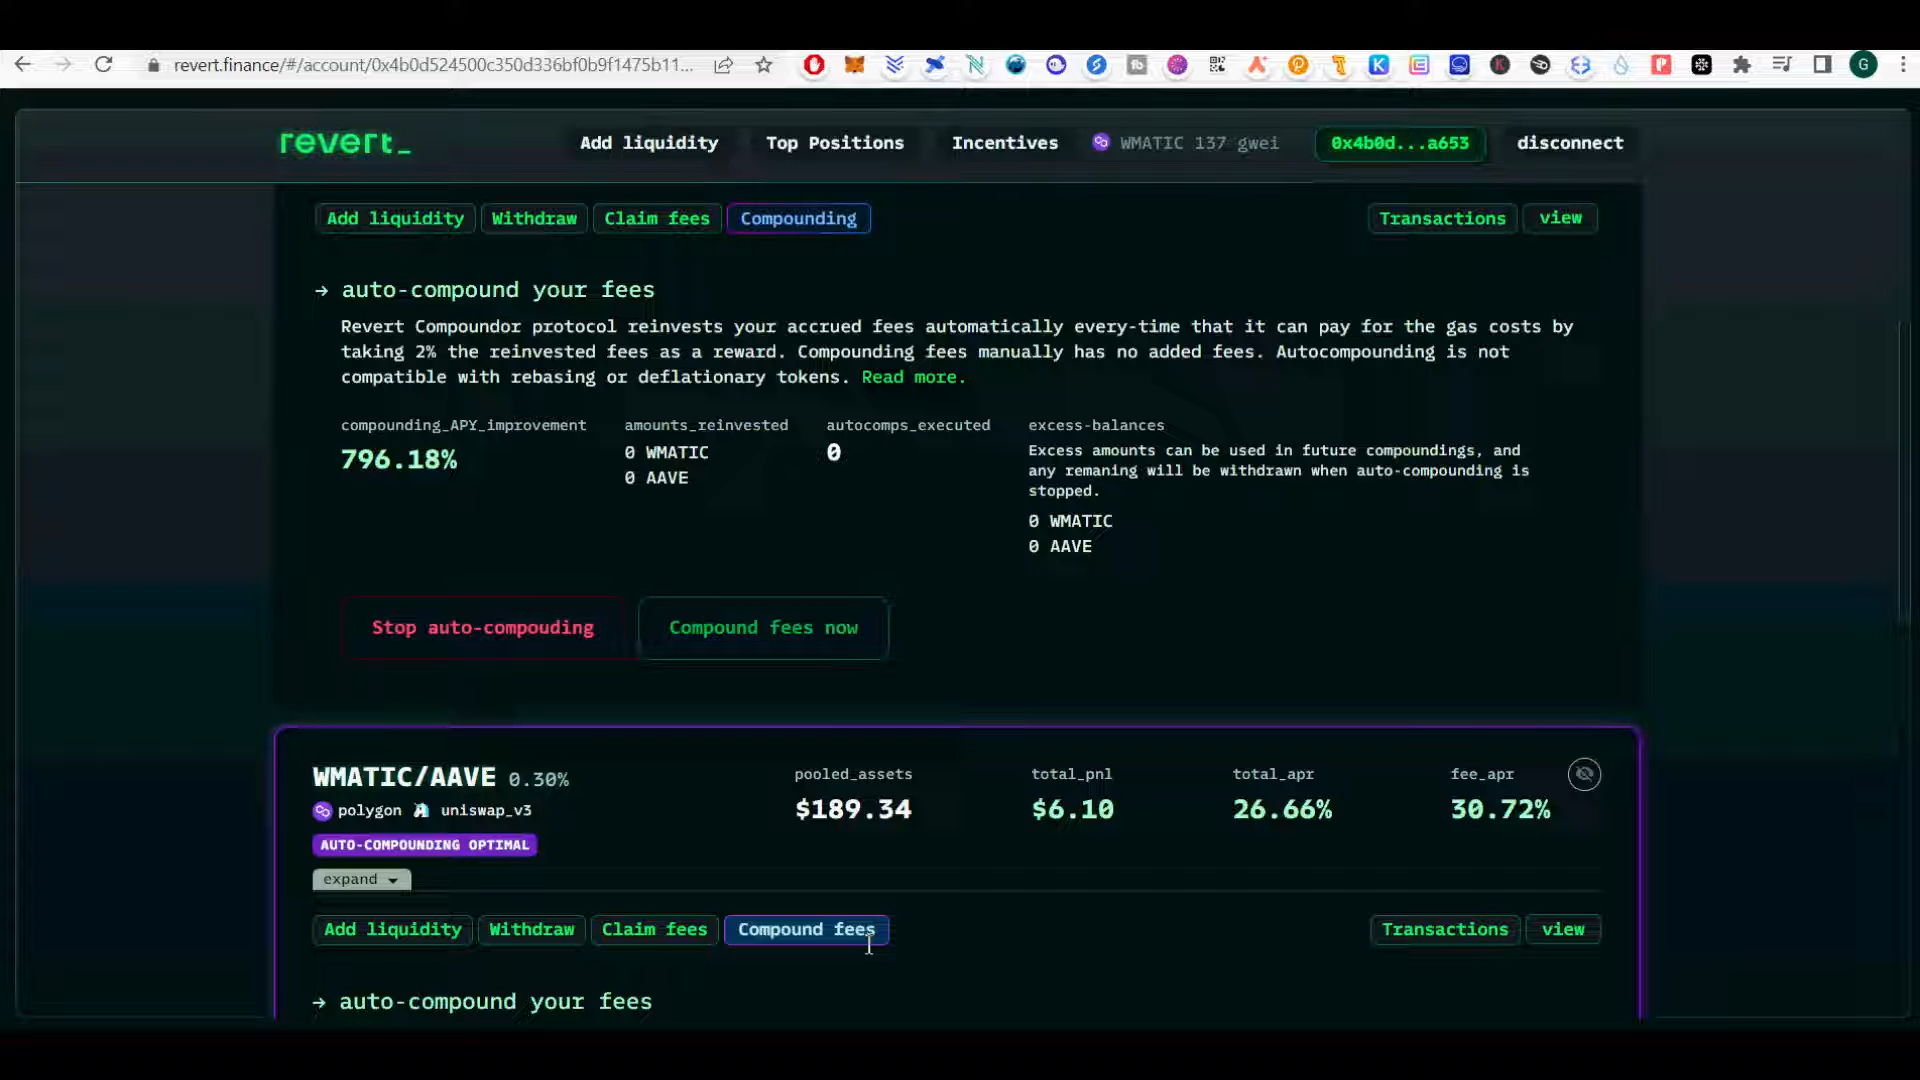 revert.finance/#/account/0x4b0d524500c350d336bf0b9f1475b11...
G
revert_
Add liquidity
Top Positions
Incentives
WMATIC 137 gwei
0x4b0d...a653
disconnect
Add liquidity
Withdraw
Claim fees
Compounding
Transactions
view
→ auto-compound your fees
Revert Compoundor protocol reinvests your accrued fees automatically every-time that it can pay for the gas costs by
taking 2% the reinvested fees as a reward. Compounding fees manually has no added fees. Autocompounding is not
compatible with rebasing or deflationary tokens. Read more.
compounding_APY_improvement
796.18%
amounts_reinvested
0 WMATIC
0 AAVE
autocomps_executed
0
excess-balances
Excess amounts can be used in future compoundings, and
any remaning will be withdrawn when auto-compounding is
stopped.
0 WMATIC
0 AAVE
Stop auto-compouding
Compound fees now
WMATIC/AAVE 0.30%
polygon uniswap_v3
AUTO-COMPOUNDING OPTIMAL
pooled_assets
$189.34
total_pnl
$6.10
total_apr
26.66%
fee_apr
30.72%
expand
Add liquidity
Withdraw
Claim fees
Compound fees
Transactions
view
→ auto-compound your fees